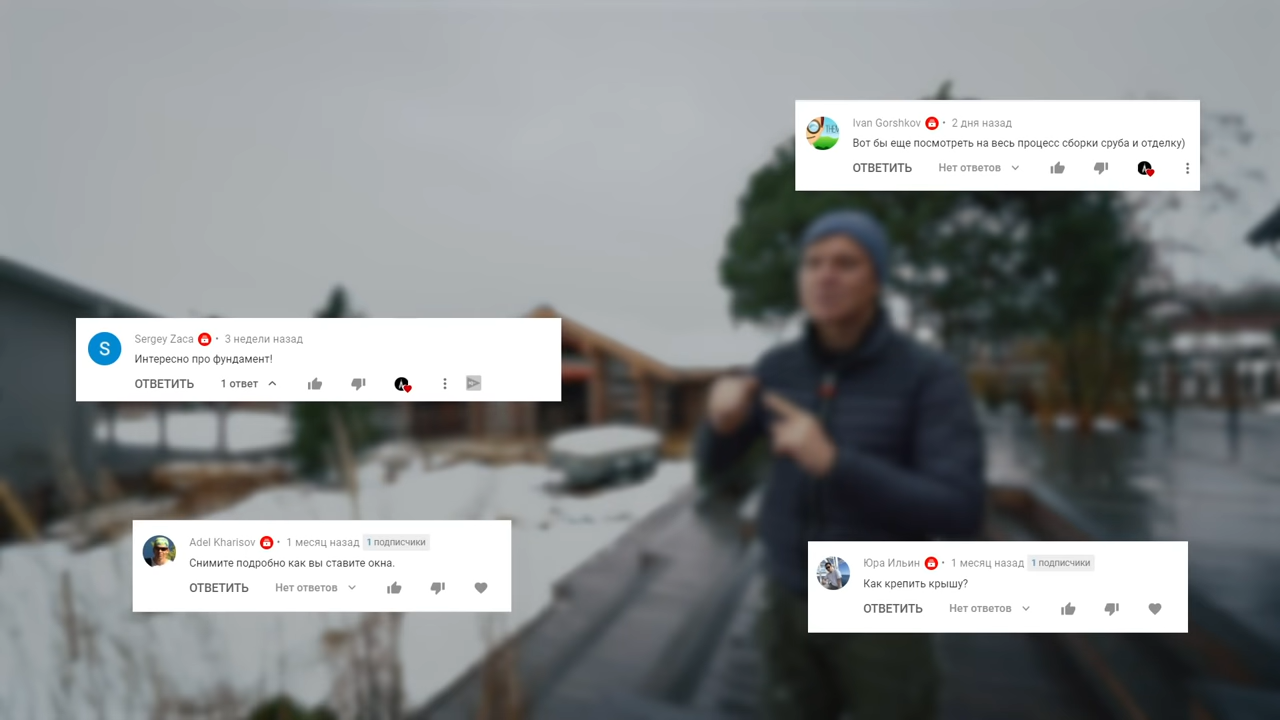 Ivan Gorshkov • 2 дня назад
Вот бы еще посмотреть на весь процесс сборки сруба и отделку)
ОТВЕТИТЬ Нет ответов
S
Sergey Zaca • 3 недели назад
Интересно про фундамент!
ОТВЕТИТЬ 1 ответ
Adel Kharisov • 1 месяц назад 1 подписчики
Снимите подробно как вы ставите окна.
ОТВЕТИТЬ Нет ответов
Юра Ильин • 1 месяц назад 1 подписчики
Как крепить крышу?
ОТВЕТИТЬ Нет ответов